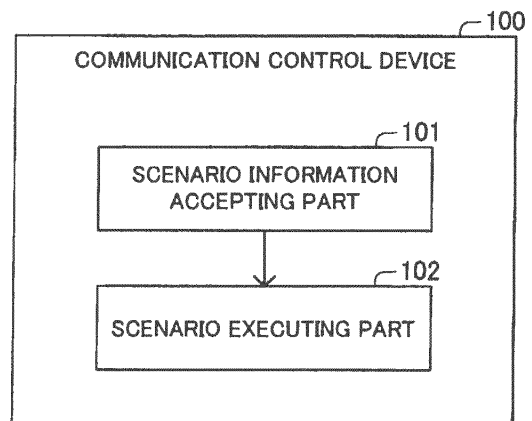 100
COMMUNICATION CONTROL DEVICE
101
SCENARIO INFORMATION
ACCEPTING PART
102
SCENARIO EXECUTING PART